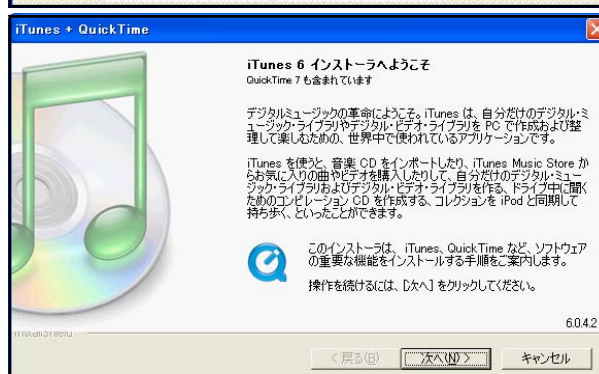 iTunes + QuickTime
iTunes 6 インストーラへようこそ
QuickTime 7 も含まれています
デジタルミュージックの革命にようこそ。iTunes は、自分だけのデジタル・ミ
ュージック・ライブラリやデジタル・ビデオ・ライブラリを PC で作成および整
理して楽しむための、世界中で使われているアプリケーションです。
iTunes を使うと、音楽 CD をインポートしたり、iTunes Music Store か
らお気に入りの曲やビデオを購入したりして、自分だけのデジタル・ミュー
ジック・ライブラリおよびデジタル・ビデオ・ライブラリを作る、ドライブ中に聞く
ためのコンピレーション CD を作成する、コレクションを iPod と同期して
持ち歩く、といったことができます。
このインストーラは、iTunes、QuickTime など、ソフトウェア
の重要な機能をインストールする手順をご案内します。
操作を続けるには、[次へ] をクリックしてください。
6.0.4.2
InstallShield
< 戻る(B)
次へ(N) >
キャンセル